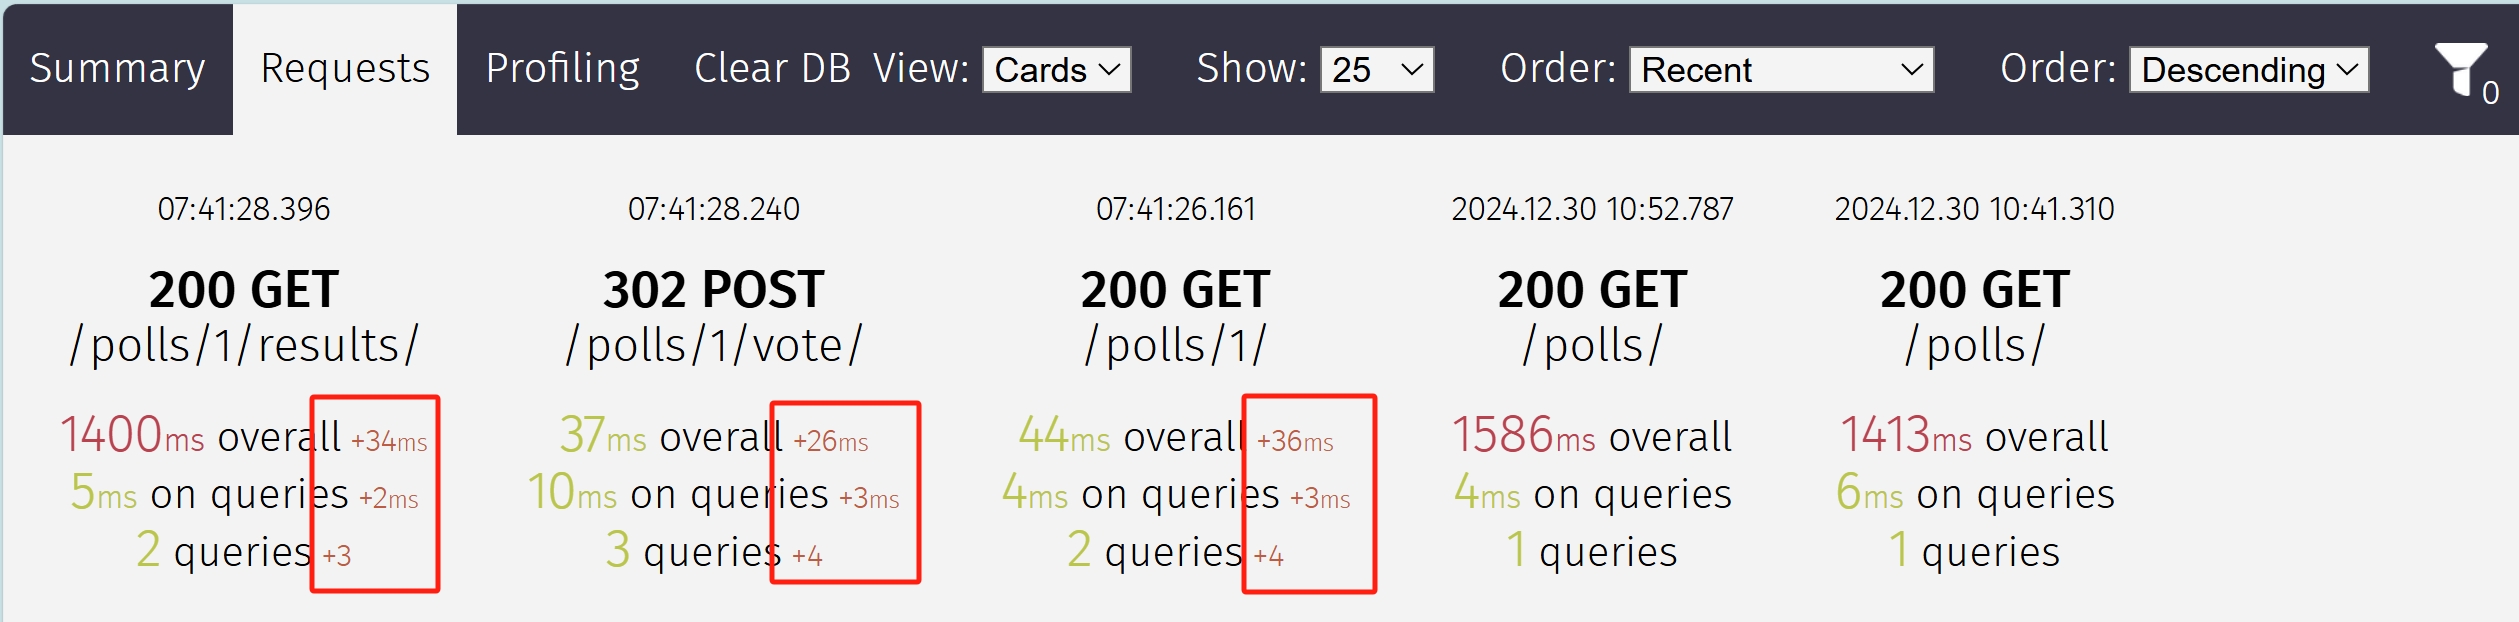 Summary Requests Profiling Clear DB View: Cards Show: 25 Order: Recent Order: Descending 0
07:41:28.396
200 GET
/polls/1/results/
1400ms overall +34ms
5ms on queries +2ms
2 queries +3
07:41:28.240
302 POST
/polls/1/vote/
37ms overall +26ms
10ms on queries +3ms
3 queries +4
07:41:26.161
200 GET
/polls/1/
44ms overall +36ms
4ms on queries +3ms
2 queries +4
2024.12.30 10:52.787
200 GET
/polls/
1586ms overall
4ms on queries
1 queries
2024.12.30 10:41.310
200 GET
/polls/
1413ms overall
6ms on queries
1 queries